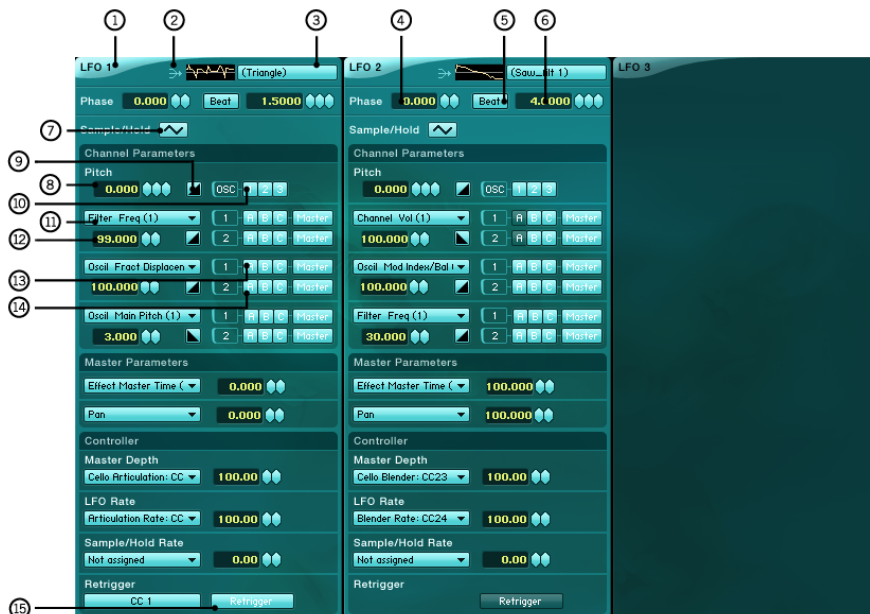 1 2 3 4 5 6
LFO 1 (Triangle) LFO 2 (Saw_tilt 1) LFO 3
Phase 0.000 Beat 1.5000 Phase 0.000 Beat 4.0000
7 Sample/Hold Sample/Hold
9 Channel Parameters Channel Parameters
Pitch Pitch
8 0.000 OSC 1 2 3 0.000 OSC 1 2 3
10
11 Filter Freq (1) 1 A B C Master Channel Vol (1) 1 A B C Master
12 99.000 2 A B C Master 100.000 2 A B C Master
13 Oscil Fract Displacen 1 A B C Master Oscil Mod Index/Bal ( 1 A B C Master
14 100.000 2 A B C Master 100.000 2 A B C Master
Oscil Main Pitch (1) 1 A B C Master Filter Freq (1) 1 A B C Master
3.000 2 A B C Master 30.000 2 A B C Master
Master Parameters Master Parameters
Effect Master Time ( 0.000 Effect Master Time ( 100.000
Pan 0.000 Pan 100.000
Controller Controller
Master Depth Master Depth
Cello Articulation: CC 100.00 Cello Blender: CC23 100.00
LFO Rate LFO Rate
Articulation Rate: CC 100.00 Blender Rate: CC24 100.00
Sample/Hold Rate Sample/Hold Rate
Not assigned 0.00 Not assigned 0.00
Retrigger Retrigger
15 CC 1 Retrigger Retrigger